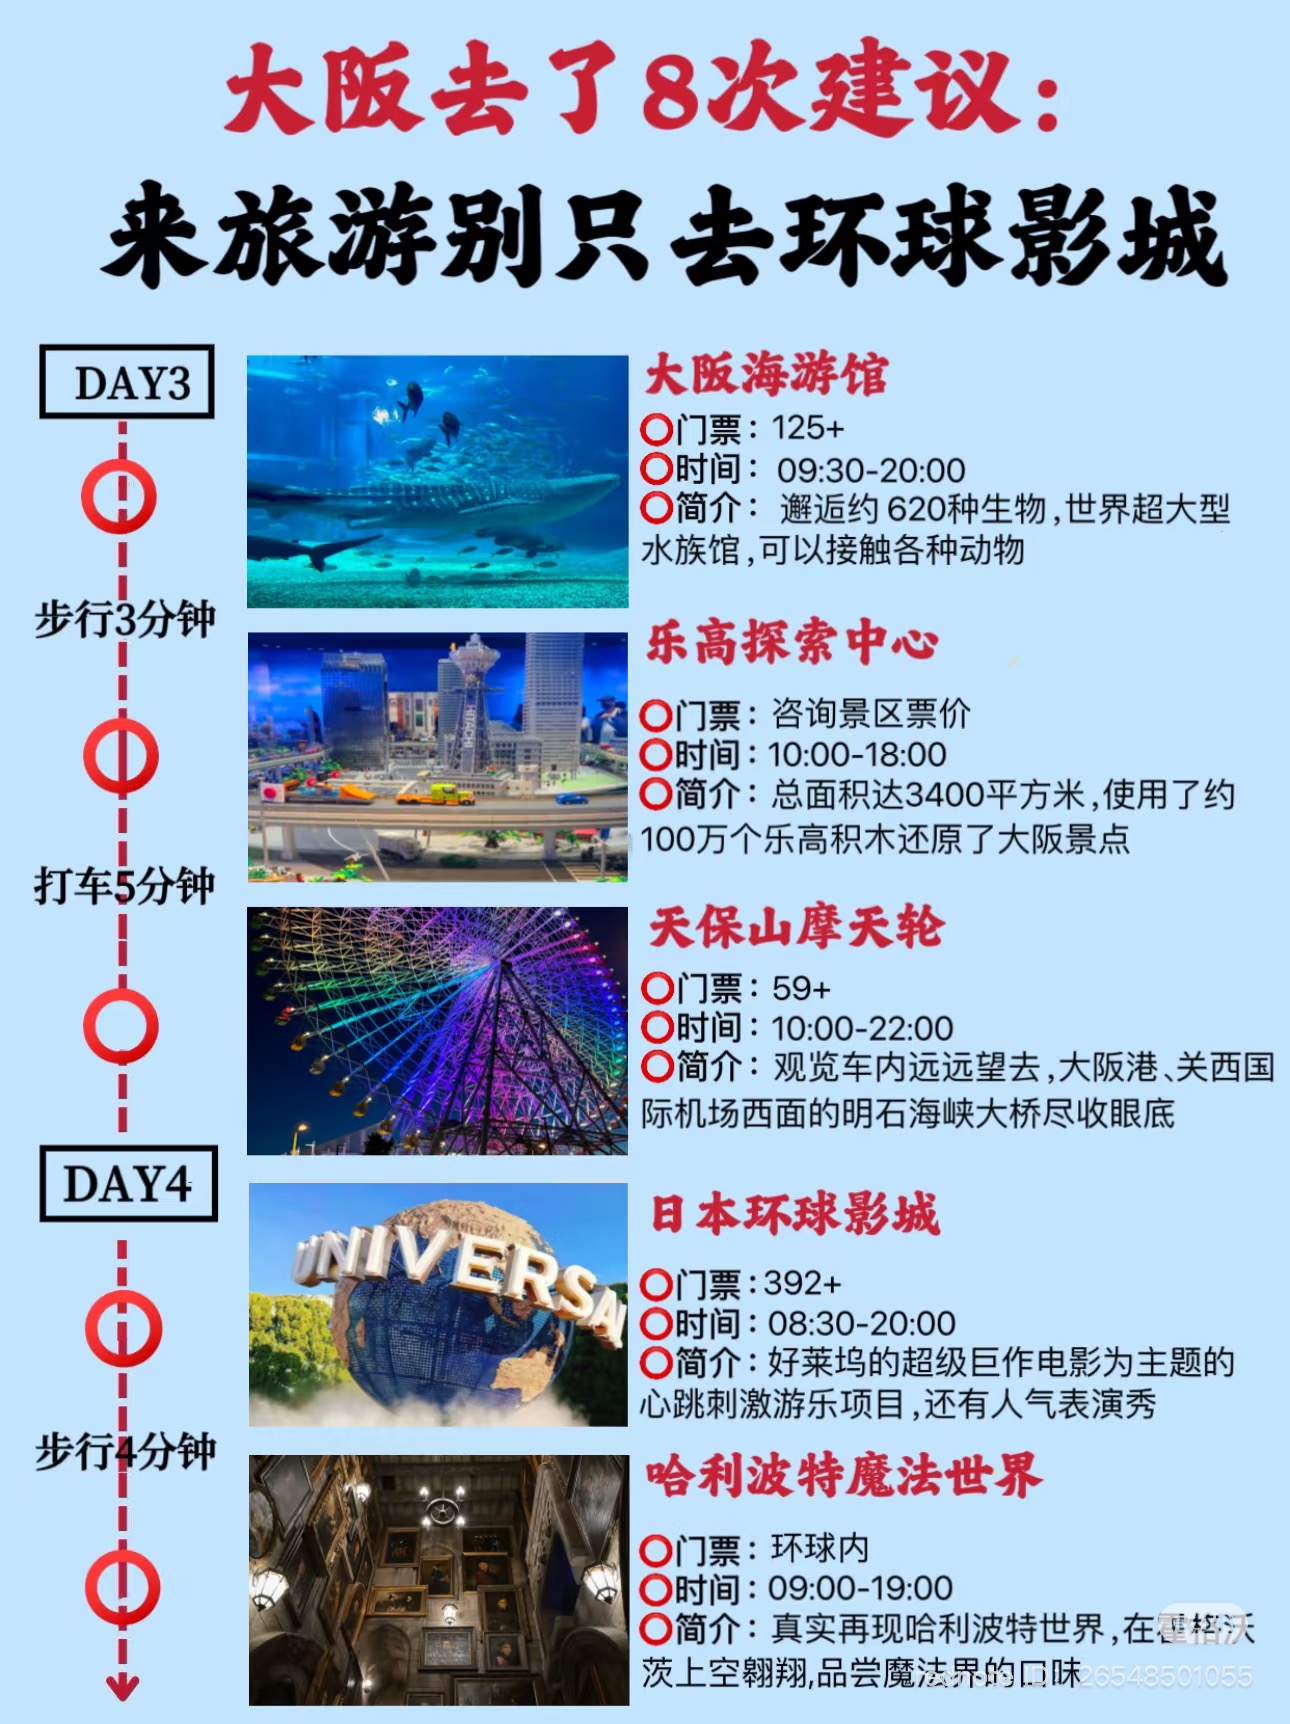 大阪去了8次建议：
来旅游别只去环球影城
DAY3
大阪海游馆
门票：125+
时间：09:30-20:00
简介：邂逅约620种生物,世界超大型
水族馆,可以接触各种动物
步行3分钟
乐高探索中心
门票：咨询景区票价
时间：10:00-18:00
简介：总面积达3400平方米,使用了约
100万个乐高积木还原了大阪景点
HITACHI
打车5分钟
天保山摩天轮
门票：59+
时间：10:00-22:00
简介：观览车内远远望去,大阪港、关西国
际机场西面的明石海峡大桥尽收眼底
DAY4
日本环球影城
门票：392+
时间：08:30-20:00
简介：好莱坞的超级巨作电影为主题的
心跳刺激游乐项目,还有人气表演秀
UNIVERSA
步行4分钟
哈利波特魔法世界
门票：环球内
时间：09:00-19:00
简介：真实再现哈利波特世界,在霍格沃
茨上空翱翔,品尝魔法界的口味
rednote ID: 26548501055